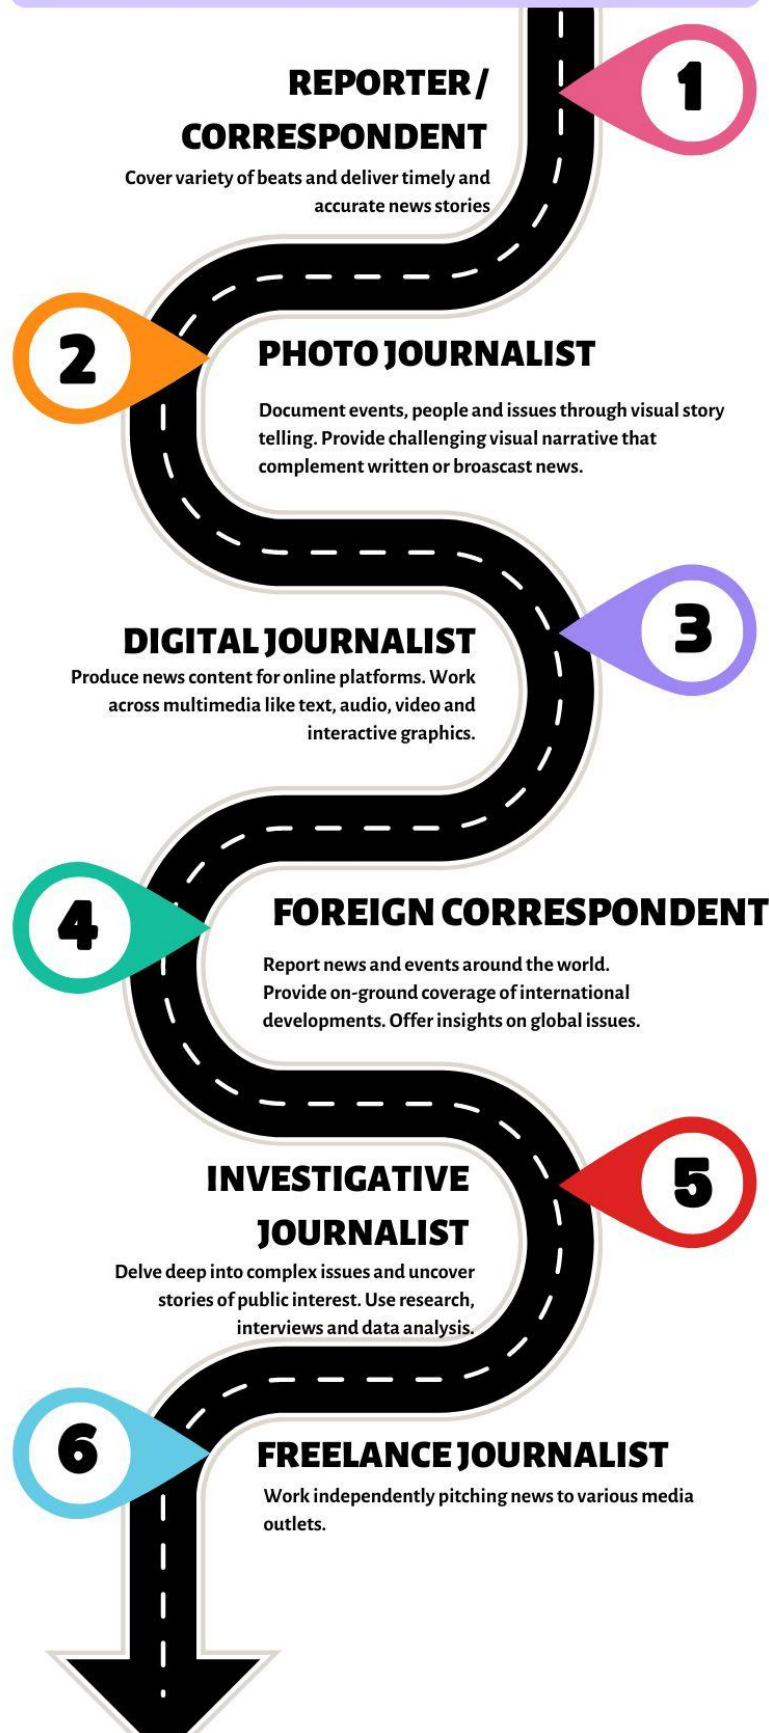 1
REPORTER/
CORRESPONDENT
Cover variety of beats and deliver timely and
accurate news stories
2
PHOTO JOURNALIST
Document events, people and issues through visual story
telling. Provide challenging visual narrative that
complement written or broascast news.
3
DIGITAL JOURNALIST
Produce news content for online platforms. Work
across multimedia like text, audio, video and
interactive graphics.
4
FOREIGN CORRESPONDENT
Report news and events around the world.
Provide on-ground coverage of international
developments. Offer insights on global issues.
5
INVESTIGATIVE
JOURNALIST
Delve deep into complex issues and uncover
stories of public interest. Use research,
interviews and data analysis.
6
FREELANCE JOURNALIST
Work independently pitching news to various media
outlets.